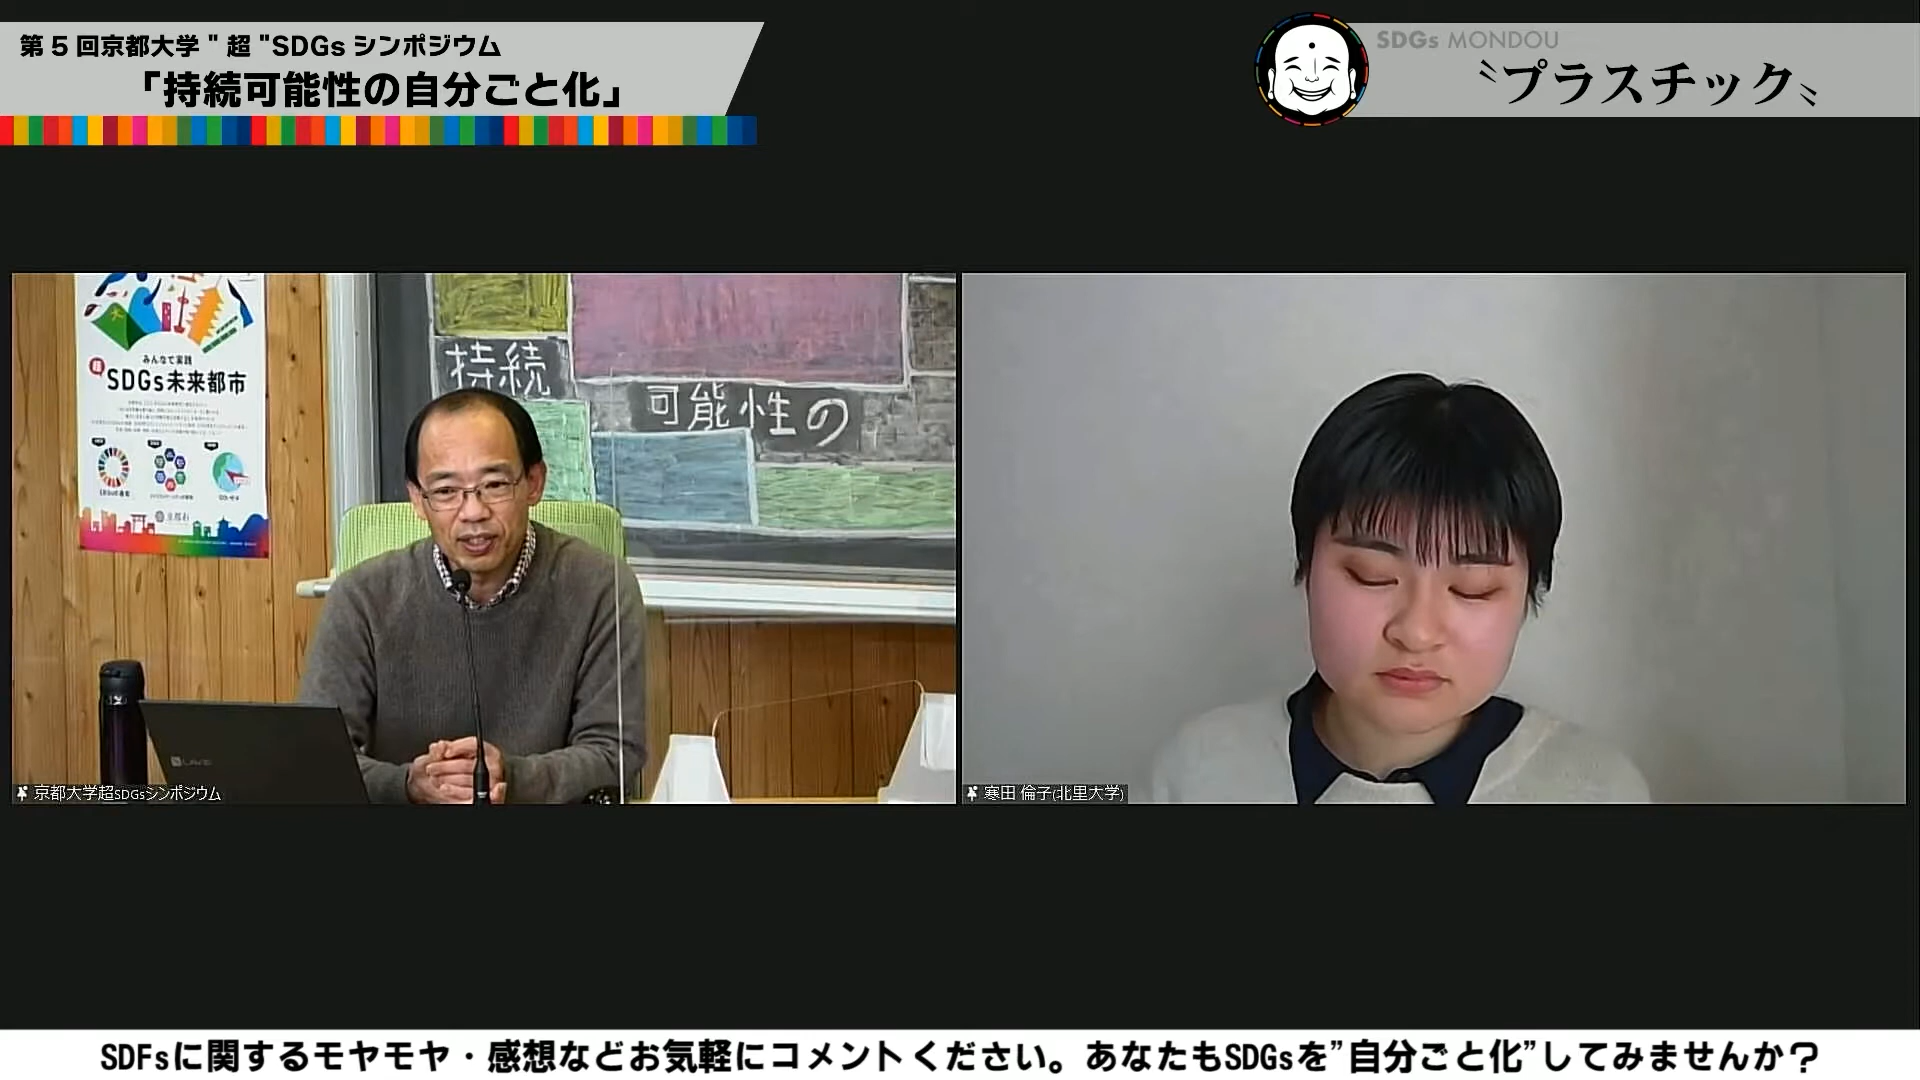 第5回京都大学"超"SDGsシンポジウム
「持続可能性の自分ごと化」
SDGs MONDOU
〝プラスチック〟
みんなで実践
超
SDGs未来都市
京都市
持続
可能性の
LAVIE
京都大学超SDGsシンポジウム
寒田 倫子(北里大学)
SDFsに関するモヤモヤ・感想などお気軽にコメントください。あなたもSDGsを”自分ごと化”してみませんか？